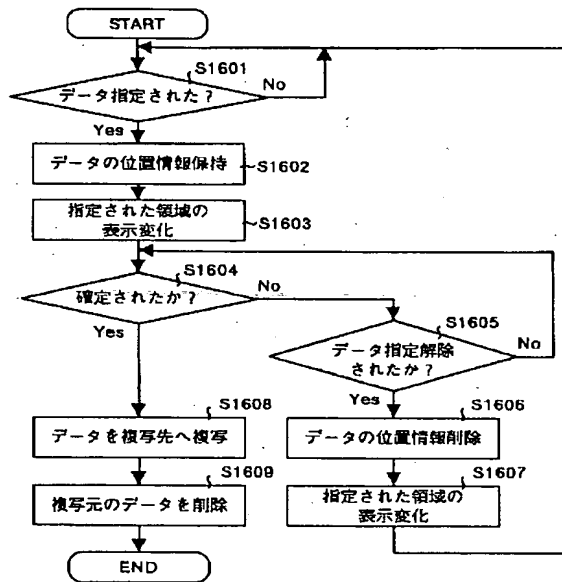 START
S1601
データ指定された?
No
Yes
データの位置情報保持
S1602
指定された領域の
表示変化
S1603
S1604
確定されたか?
No
Yes
S1605
データ指定解除
されたか?
No
Yes
S1608
データを複写先へ複写
S1606
データの位置情報削除
S1609
複写元のデータを削除
S1607
指定された領域の
表示変化
END